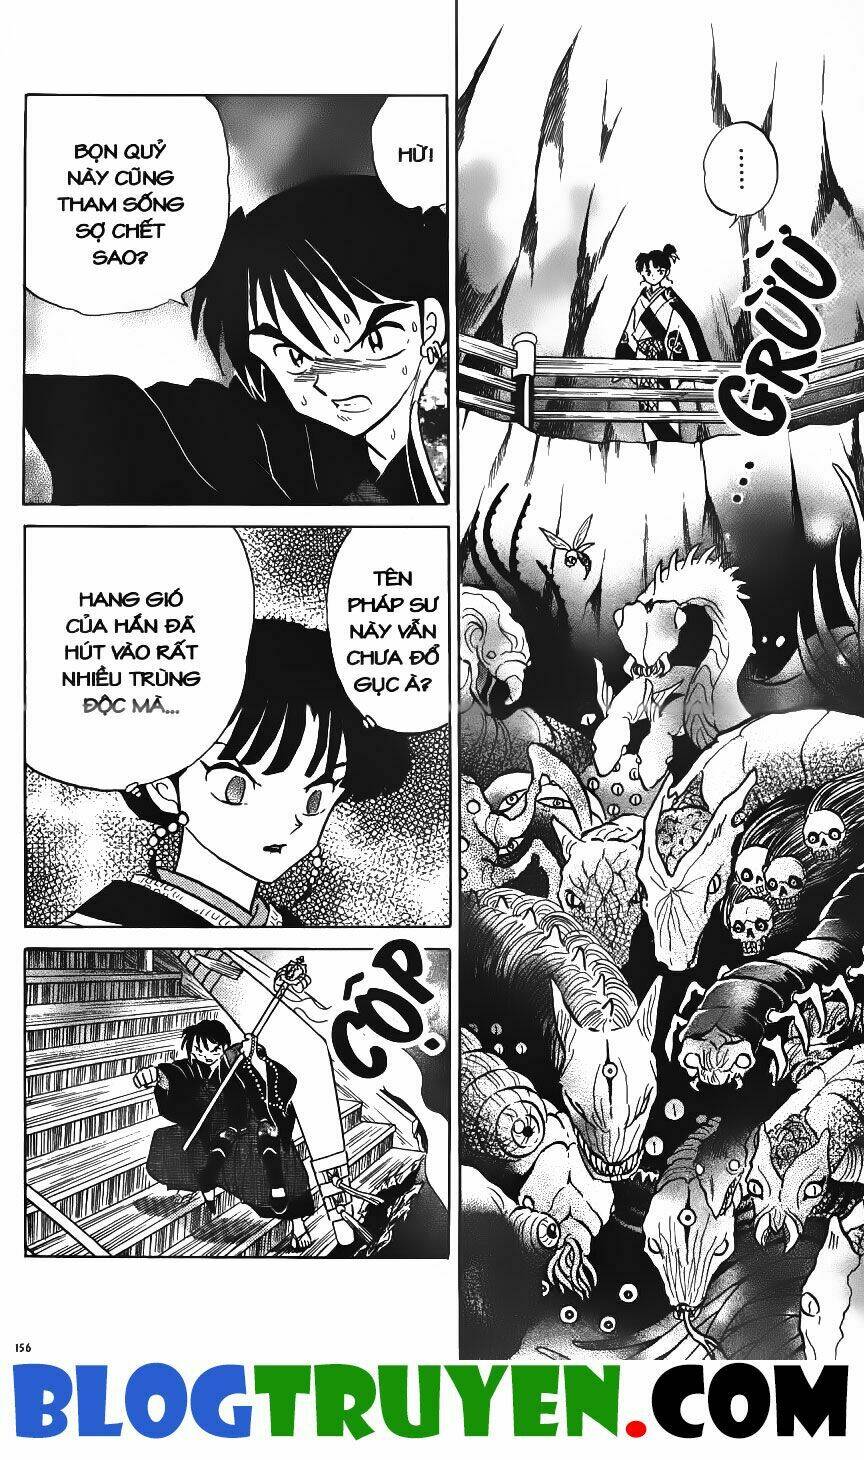 ......
GRỪỪ
...
HỪ!
BỌN QUỶ
NÀY CŨNG
THAM SỐNG
SỢ CHẾT
SAO?
TÊN
PHÁP SƯ
NÀY VẪN
CHƯA ĐỔ
GỤC À?
HANG GIÓ
CỦA HẮN ĐÃ
HÚT VÀO RẤT
NHIỀU TRÙNG
ĐỘC MÀ...
CỘP
156
BLOGTRUYEN.COM